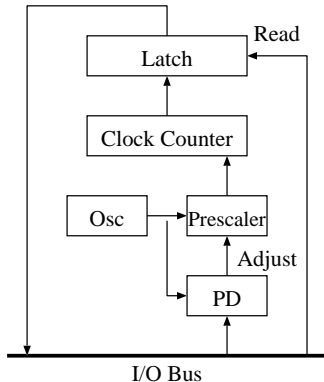 Read
Latch
Clock Counter
Osc
Prescaler
Adjust
PD
I/O Bus